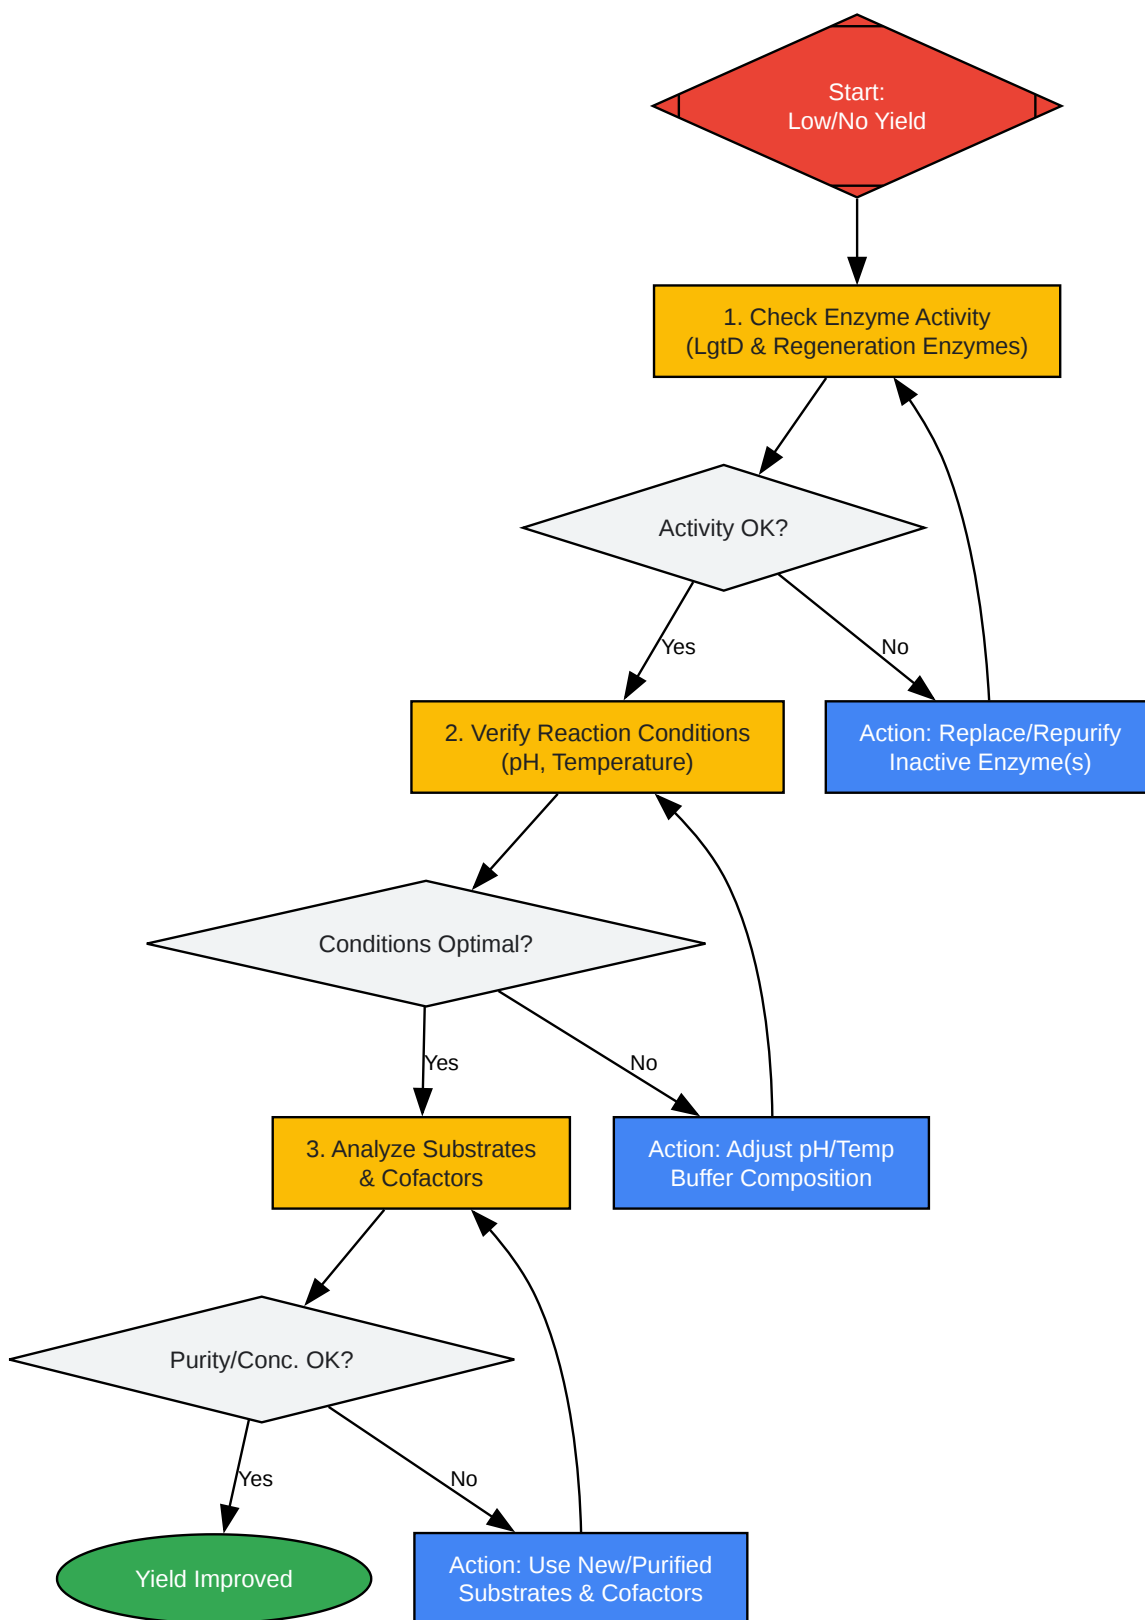 Start:
Low/No Yield
1. Check Enzyme Activity
(LgtD & Regeneration Enzymes)
Activity OK?
Yes
No
2. Verify Reaction Conditions
(pH, Temperature)
Action: Replace/Repurify
Inactive Enzyme(s)
Conditions Optimal?
Yes
No
3. Analyze Substrates
& Cofactors
Action: Adjust pH/Temp
Buffer Composition
Purity/Conc. OK?
Yes
No
Yield Improved
Action: Use New/Purified
Substrates & Cofactors